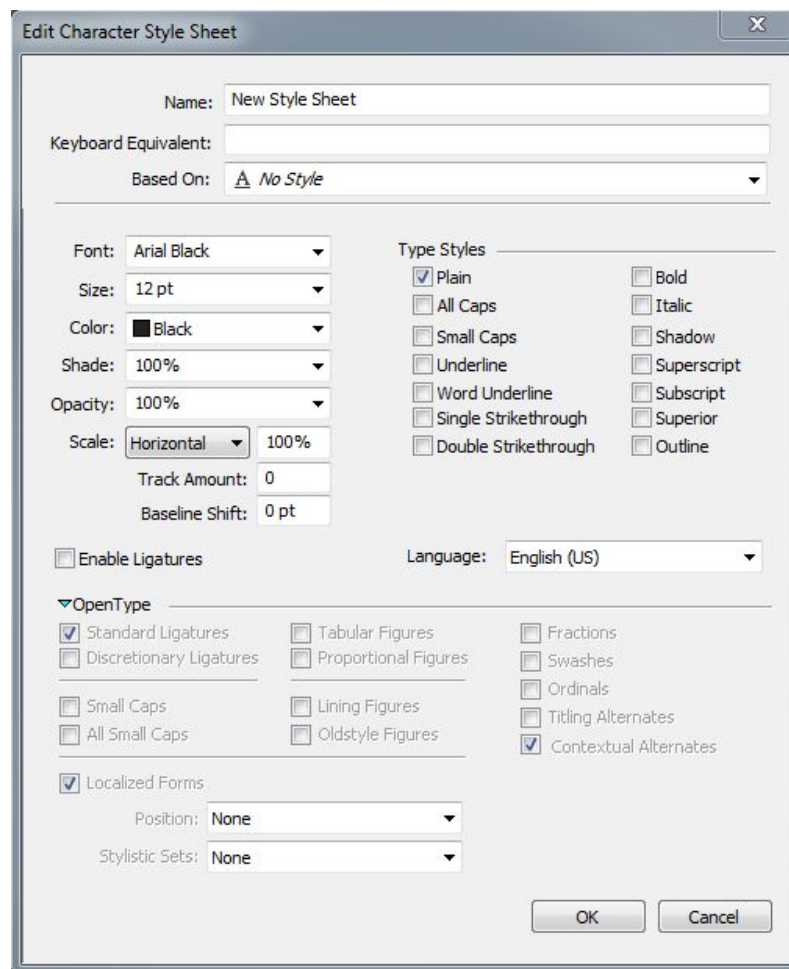 Edit Character Style Sheet
Name: New Style Sheet
Keyboard Equivalent:
Based On: A No Style
Font: Arial Black
Size: 12 pt
Color: Black
Shade: 100%
Opacity: 100%
Scale: Horizontal 100%
Track Amount: 0
Baseline Shift: 0 pt
Type Styles
Plain Bold
All Caps Italic
Small Caps Shadow
Underline Superscript
Word Underline Subscript
Single Strikethrough Superior
Double Strikethrough Outline
Enable Ligatures Language: English (US)
OpenType
Standard Ligatures Tabular Figures Fractions
Discretionary Ligatures Proportional Figures Swashes
Ordinals
Small Caps Lining Figures Titling Alternates
All Small Caps Oldstyle Figures Contextual Alternates
Localized Forms
Position: None
Stylistic Sets: None
OK Cancel